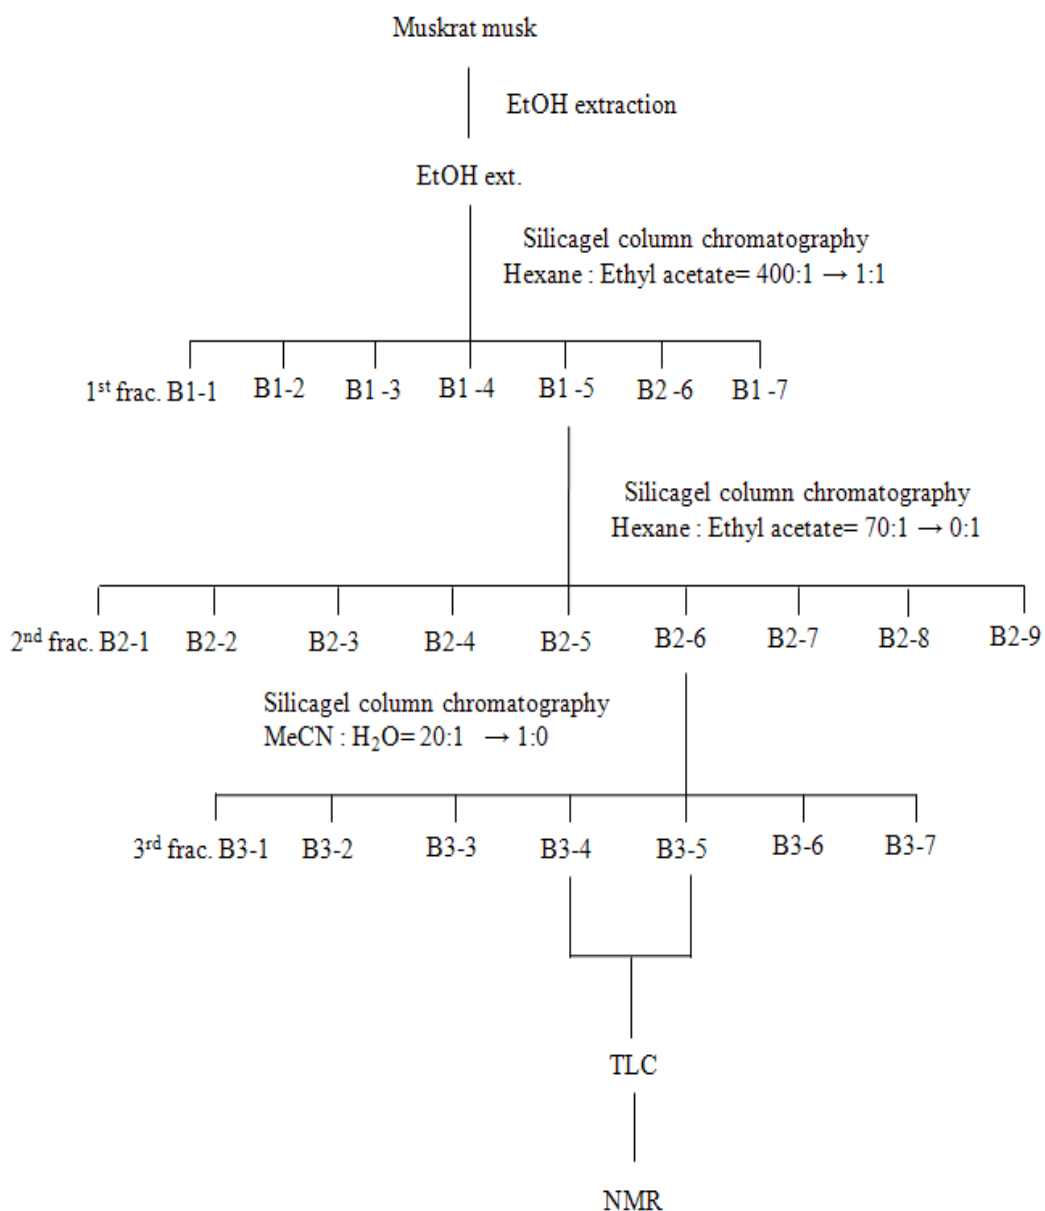 Muskrat musk
EtOH extraction
EtOH ext.
Silicagel column chromatography
Hexane : Ethyl acetate= 400:1 → 1:1
1st frac. B1-1 B1-2 B1 -3 B1 -4 B1 -5 B2 -6 B1 -7
Silicagel column chromatography
Hexane : Ethyl acetate= 70:1 → 0:1
2nd frac. B2-1 B2-2 B2-3 B2-4 B2-5 B2-6 B2-7 B2-8 B2-9
Silicagel column chromatography
MeCN : H₂O= 20:1 → 1:0
3rd frac. B3-1 B3-2 B3-3 B3-4 B3-5 B3-6 B3-7
TLC
NMR